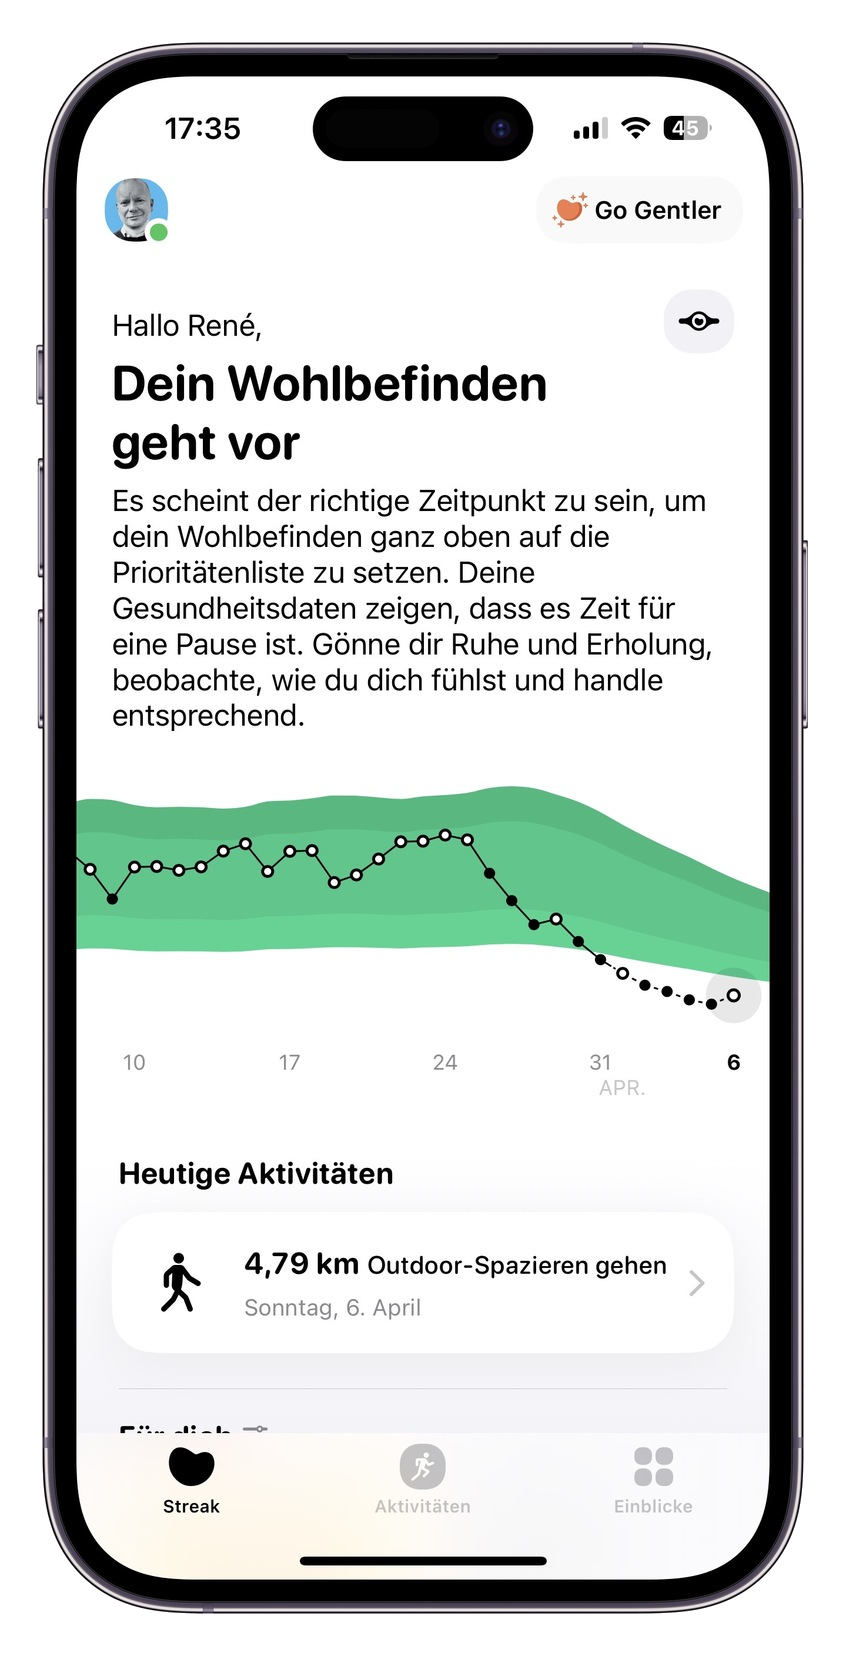 17:35
45
Go Gentler
Hallo René,
Dein Wohlbefinden
geht vor
Es scheint der richtige Zeitpunkt zu sein, um
dein Wohlbefinden ganz oben auf die
Prioritätenliste zu setzen. Deine
Gesundheitsdaten zeigen, dass es Zeit für
eine Pause ist. Gönne dir Ruhe und Erholung,
beobachte, wie du dich fühlst und handle
entsprechend.
10 17 24 31 6
APR.
Heutige Aktivitäten
4,79 km Outdoor-Spazieren gehen
Sonntag, 6. April
Für dich
Streak Aktivitäten Einblicke